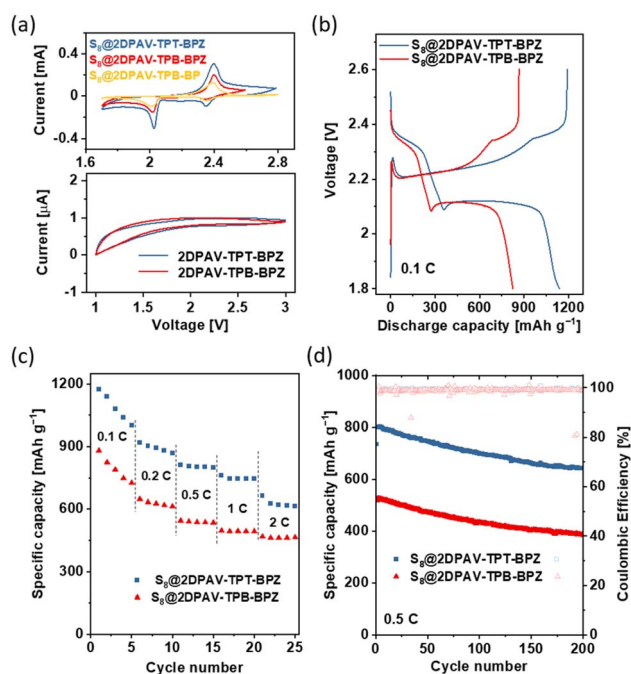 (a)
S₈@2DPAV-TPT-BPZ
S₈@2DPAV-TPB-BPZ
S₈@2DPAV-TPB-BP
Current [mA]
0.4
0.0
-0.4
1.6 2.0 2.4 2.8
Current [μA]
1
0
-1
2DPAV-TPT-BPZ
2DPAV-TPB-BPZ
1.0 1.5 2.0 2.5 3.0
Voltage [V]
(b)
S₈@2DPAV-TPT-BPZ
S₈@2DPAV-TPB-BPZ
Voltage [V]
2.6
2.4
2.2
2.0
1.8
0.1 C
0 300 600 900 1200
Discharge capacity [mAh g⁻¹]
(c)
Specific capacity [mAh g⁻¹]
1200
900
600
300
0.1 C
0.2 C
0.5 C
1 C
2 C
S₈@2DPAV-TPT-BPZ
S₈@2DPAV-TPB-BPZ
0 5 10 15 20 25
Cycle number
(d)
Specific capacity [mAh g⁻¹]
1000
800
600
400
200
0
S₈@2DPAV-TPT-BPZ
S₈@2DPAV-TPB-BPZ
0.5 C
0 50 100 150 200
Cycle number
100
80
60
40
20
0
Coulombic Efficiency [%]